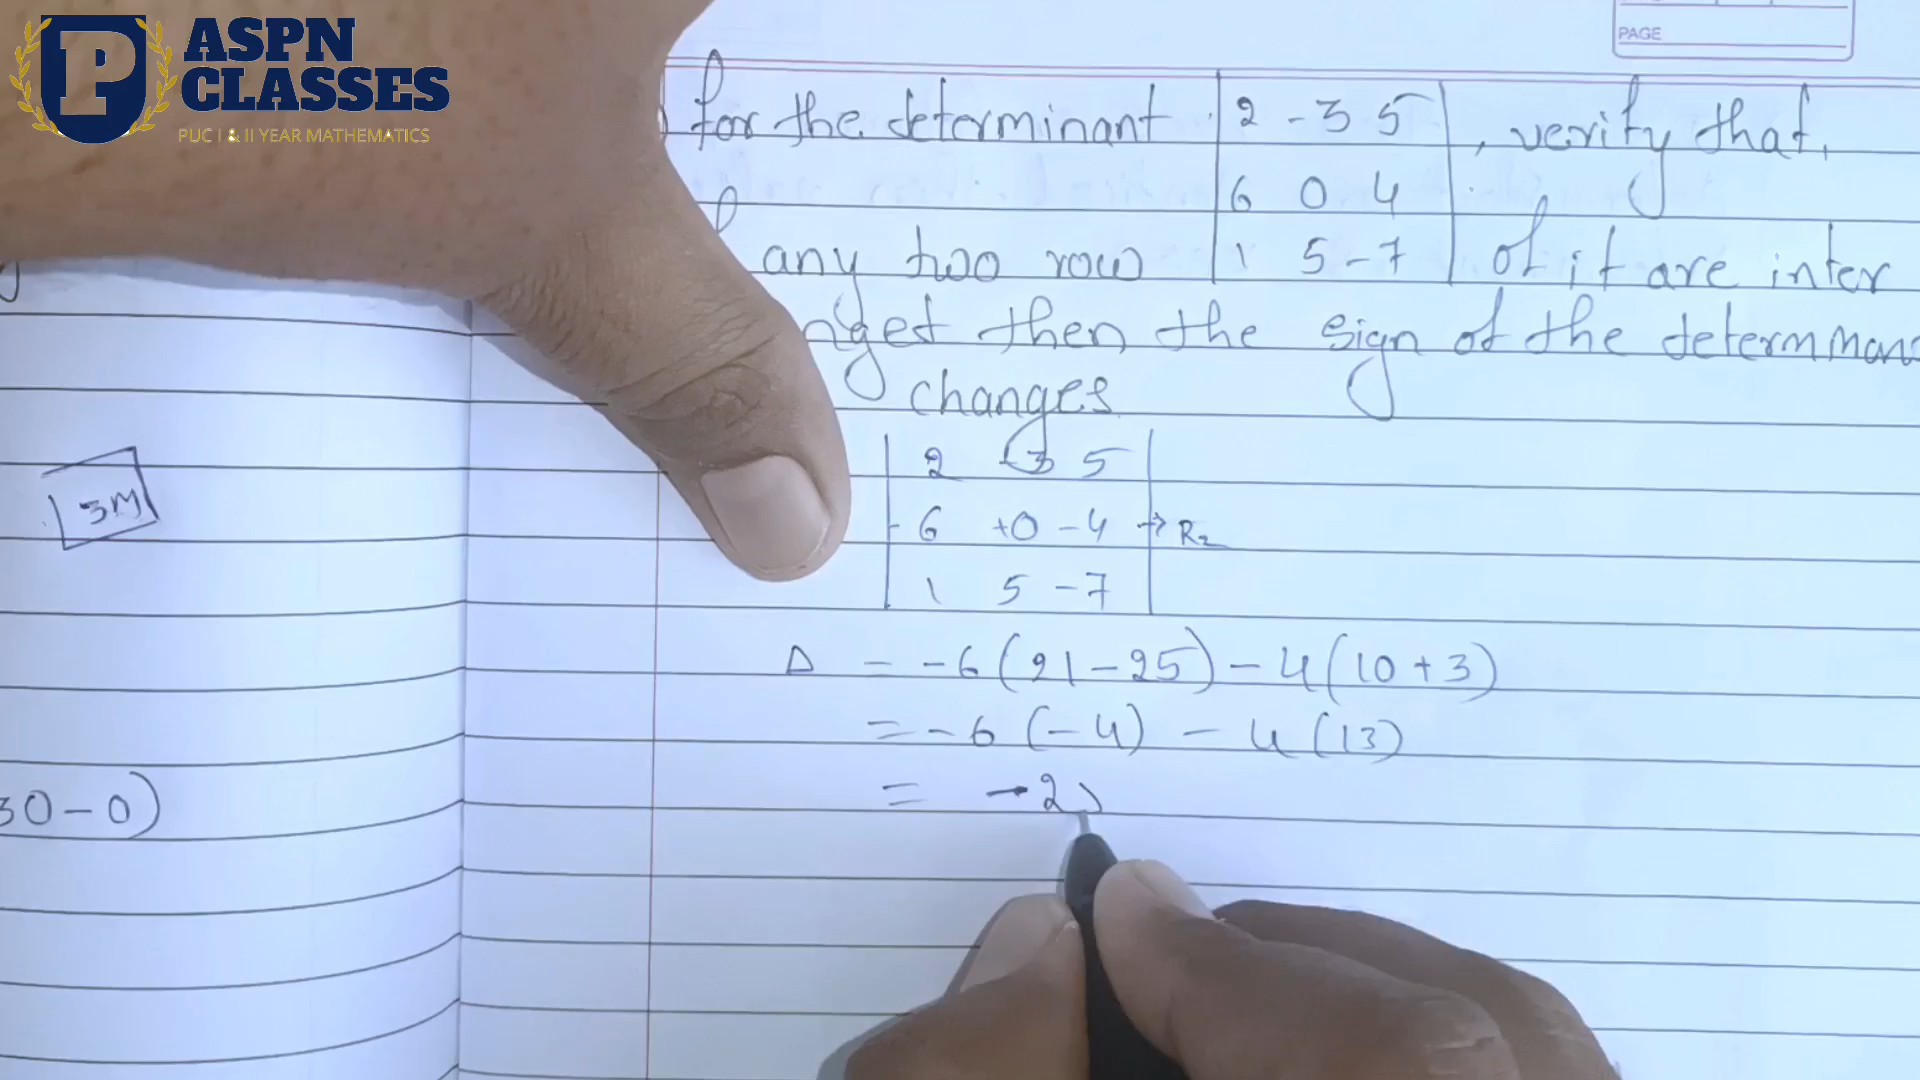 ASPN
CLASSES
PUC I & II YEAR MATHEMATICS
PAGE
for the determinant | 2 -3 5 | , verify that,
6 0 4
any two row | 1 5 -7 | of it are inter
nget then the sign of the determman
changes
2 -3 5
- 6 +0 - 4 → R₂
1 5 -7
3M
Δ = -6(21-25) - 4(10+3)
= -6(-4) - 4(13)
30-0)
= -2